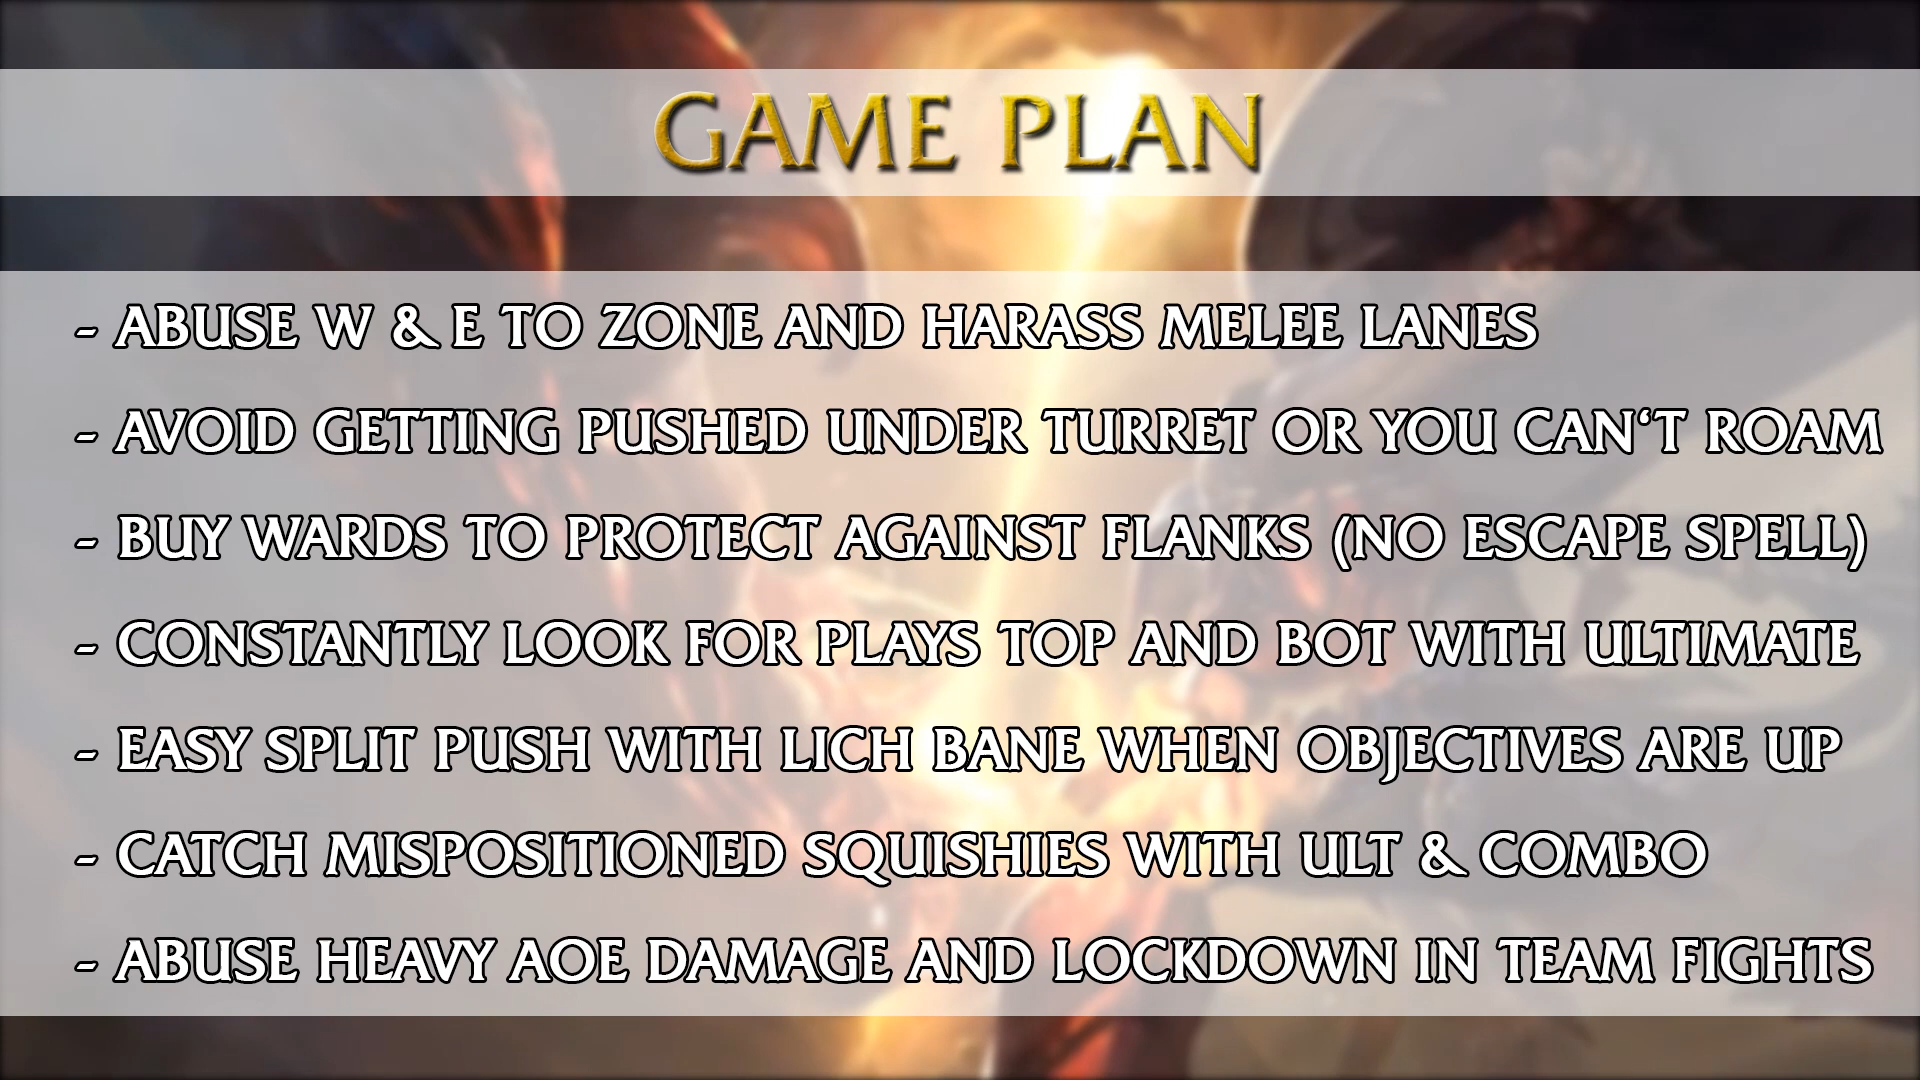 GAME PLAN
- ABUSE W & E TO ZONE AND HARASS MELEE LANES
- AVOID GETTING PUSHED UNDER TURRET OR YOU CAN‘T ROAM
- BUY WARDS TO PROTECT AGAINST FLANKS (NO ESCAPE SPELL)
- CONSTANTLY LOOK FOR PLAYS TOP AND BOT WITH ULTIMATE
- EASY SPLIT PUSH WITH LICH BANE WHEN OBJECTIVES ARE UP
- CATCH MISPOSITIONED SQUISHIES WITH ULT & COMBO
- ABUSE HEAVY AOE DAMAGE AND LOCKDOWN IN TEAM FIGHTS